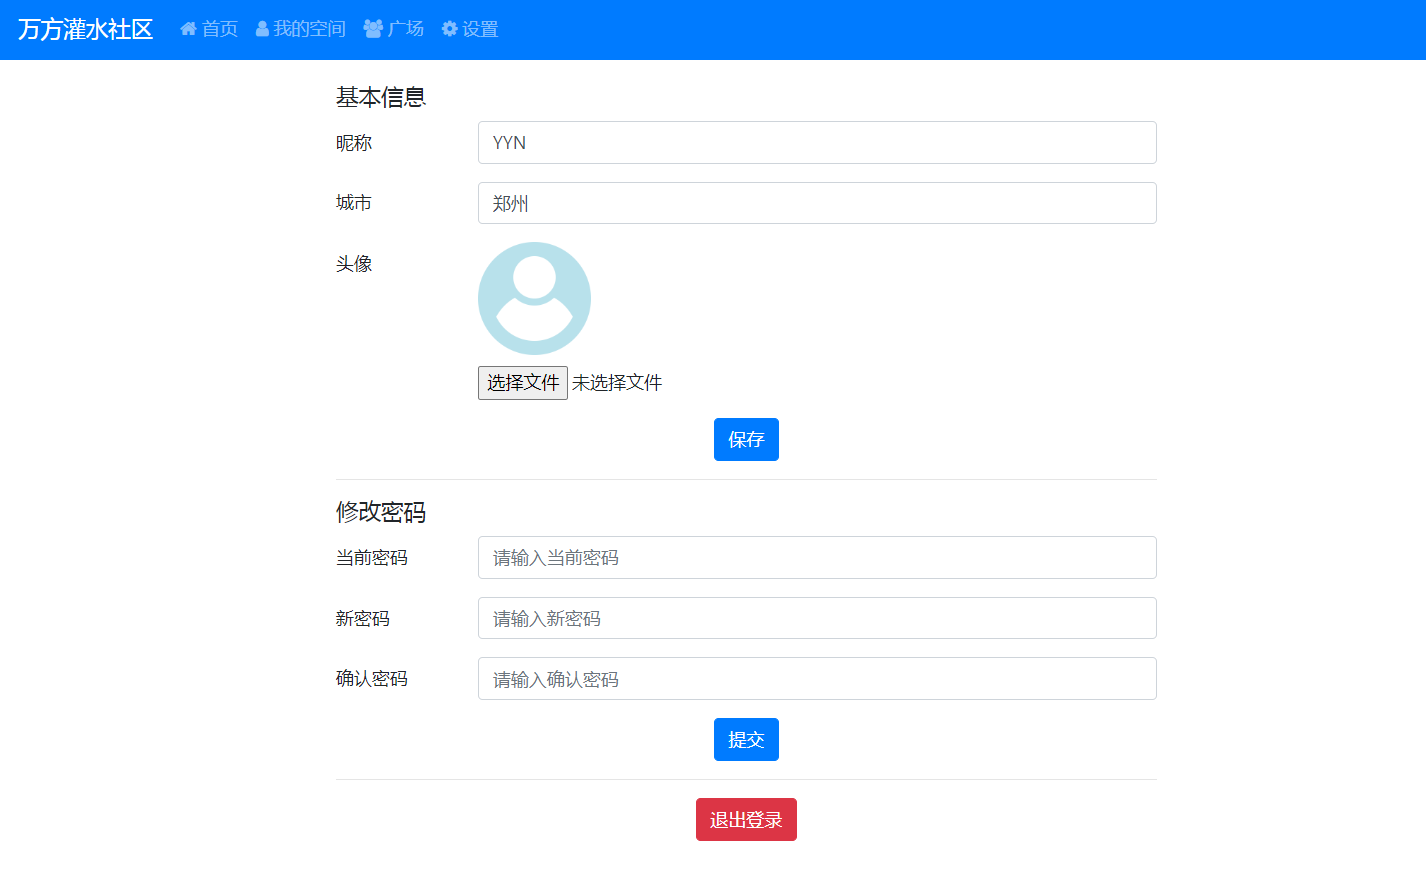 万方灌水社区 首页 我的空间 广场 设置
基本信息
昵称 YYN
城市 郑州
头像
选择文件 未选择文件
保存
修改密码
当前密码 请输入当前密码
新密码 请输入新密码
确认密码 请输入确认密码
提交
退出登录